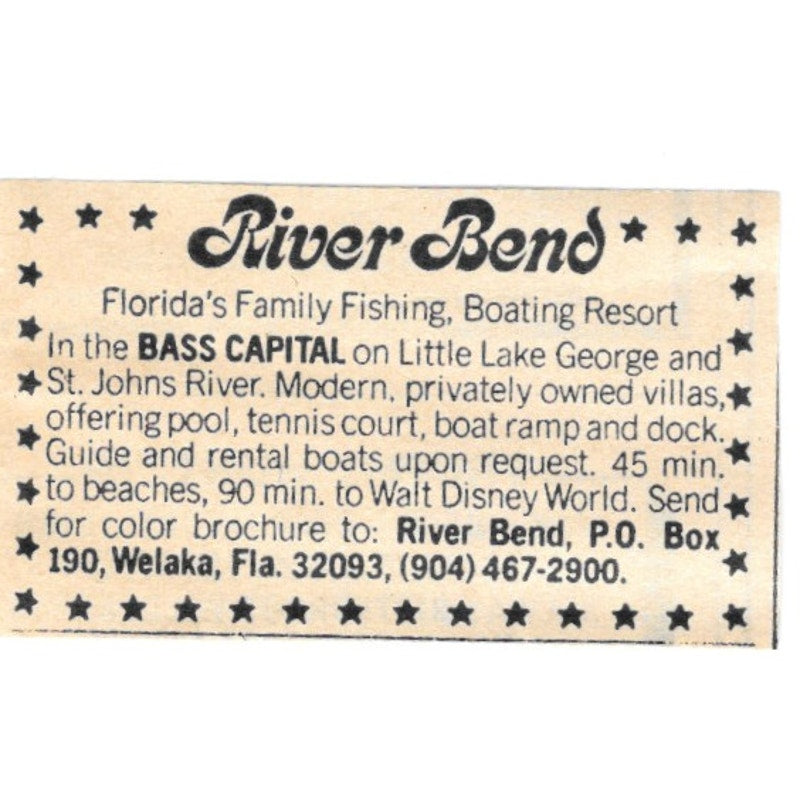 River Bend
Florida's Family Fishing, Boating Resort
In the BASS CAPITAL on Little Lake George and
St. Johns River. Modern, privately owned villas,
offering pool, tennis court, boat ramp and dock.
Guide and rental boats upon request. 45 min.
to beaches, 90 min. to Walt Disney World. Send
for color brochure to: River Bend, P.O. Box
190, Welaka, Fla. 32093, (904) 467-2900.